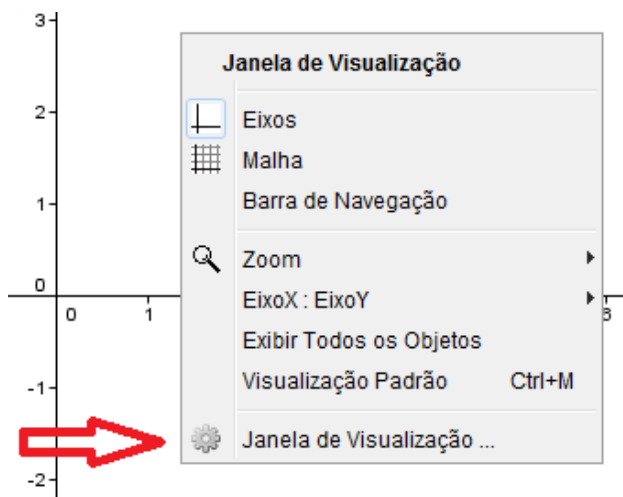 3
Janela de Visualização
2
Eixos
Malha
1
Barra de Navegação
Zoom
0
EixoX : EixoY
0
1
Exibir Todos os Objetos
-1
Visualização Padrão Ctrl+M
Janela de Visualização ...
-2